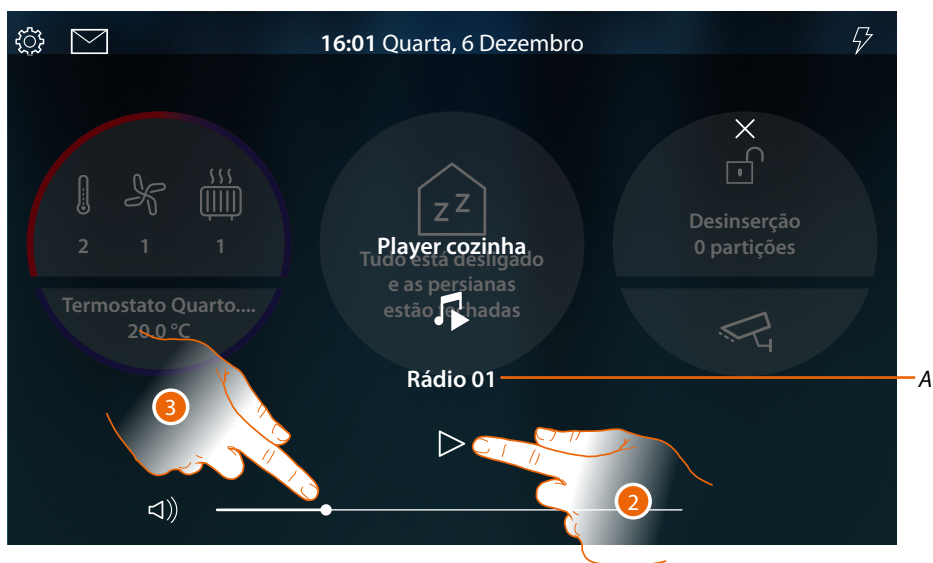 16:01 Quarta, 6 Dezembro
2 1 1
Termostato Quarto....
20.0 °C
Z Z
Player cozinha
Tudo está desligado
e as persianas
estão fechadas
Desinserção
0 partições
Rádio 01
A
3
2